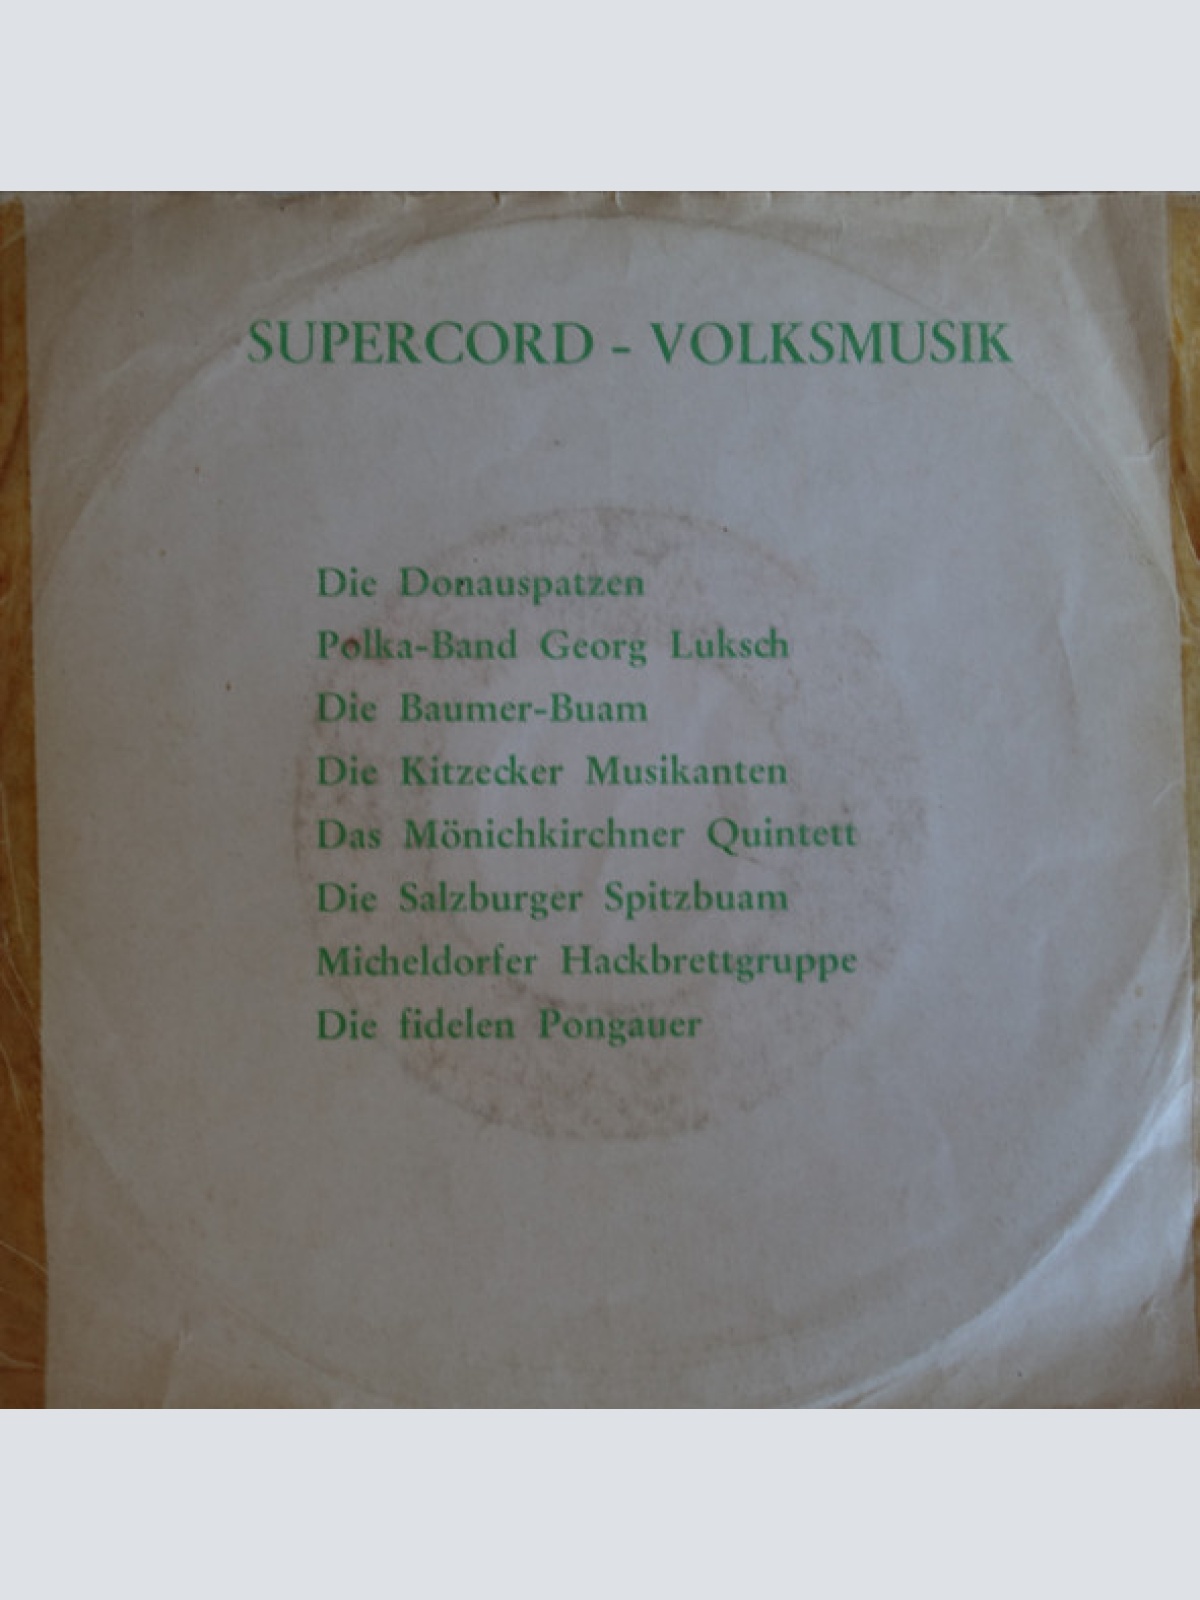 SUPERCORD - VOLKSMUSIK
Die Donauspatzen
Polka-Band Georg Luksch
Die Baumer-Buam
Die Kitzecker Musikanten
Das Mönichkirchner Quintett
Die Salzburger Spitzbuam
Micheldorfer Hackbrettgruppe
Die fidelen Pongauer